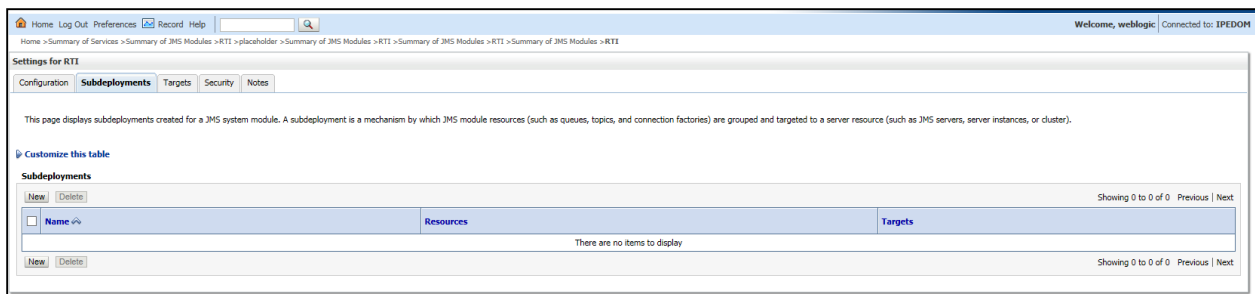 Home Log Out Preferences Record Help
Welcome, weblogic Connected to: IPEDOM
Home >Summary of Services >Summary of JMS Modules >RTI >placeholder >Summary of JMS Modules >RTI >Summary of JMS Modules >RTI >Summary of JMS Modules >RTI
Settings for RTI
Configuration Subdeployments Targets Security Notes
This page displays subdeployments created for a JMS system module. A subdeployment is a mechanism by which JMS module resources (such as queues, topics, and connection factories) are grouped and targeted to a server resource (such as JMS servers, server instances, or cluster).
Customize this table
Subdeployments
New Delete
Showing 0 to 0 of 0 Previous | Next
Name Resources Targets
There are no items to display
New Delete
Showing 0 to 0 of 0 Previous | Next